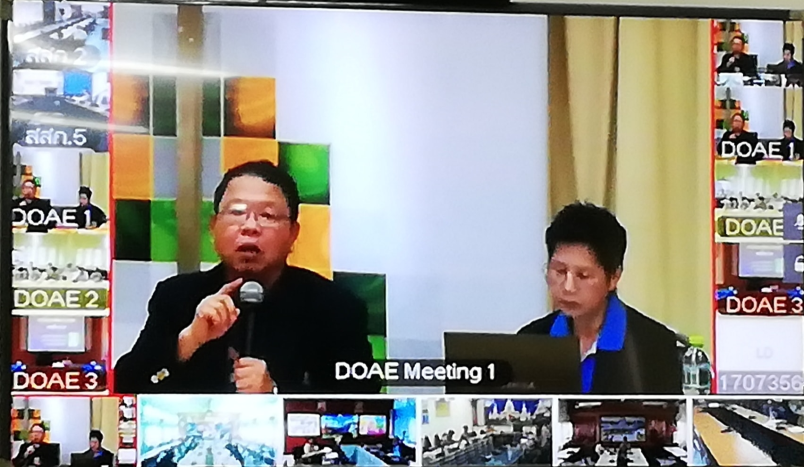 สสก.2
สสก.5
DOAE 1
DOAE 2
DOAE 3
DOAE Meeting 1
DOAE 1
DOAE
DOAE 3
LD
1707356